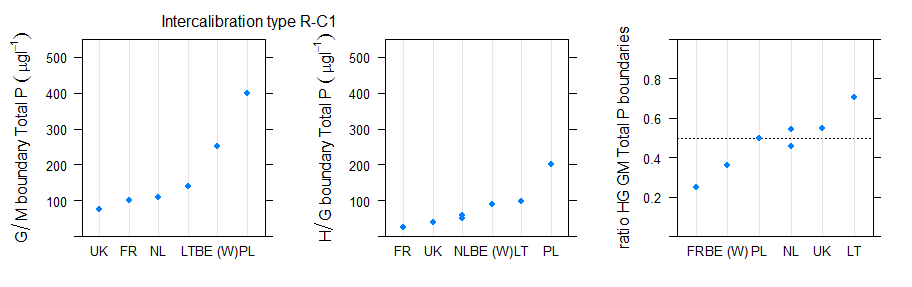 Intercalibration type R-C1
G/M boundary Total P ( µgl⁻¹)
500
400
300
200
100
UK FR NL LTBE (W)PL
H/G boundary Total P ( µgl⁻¹)
500
400
300
200
100
FR UK NLBE (W)LT PL
ratio HG GM Total P boundaries
0.8
0.6
0.4
0.2
FRBE (W)PL NL UK LT